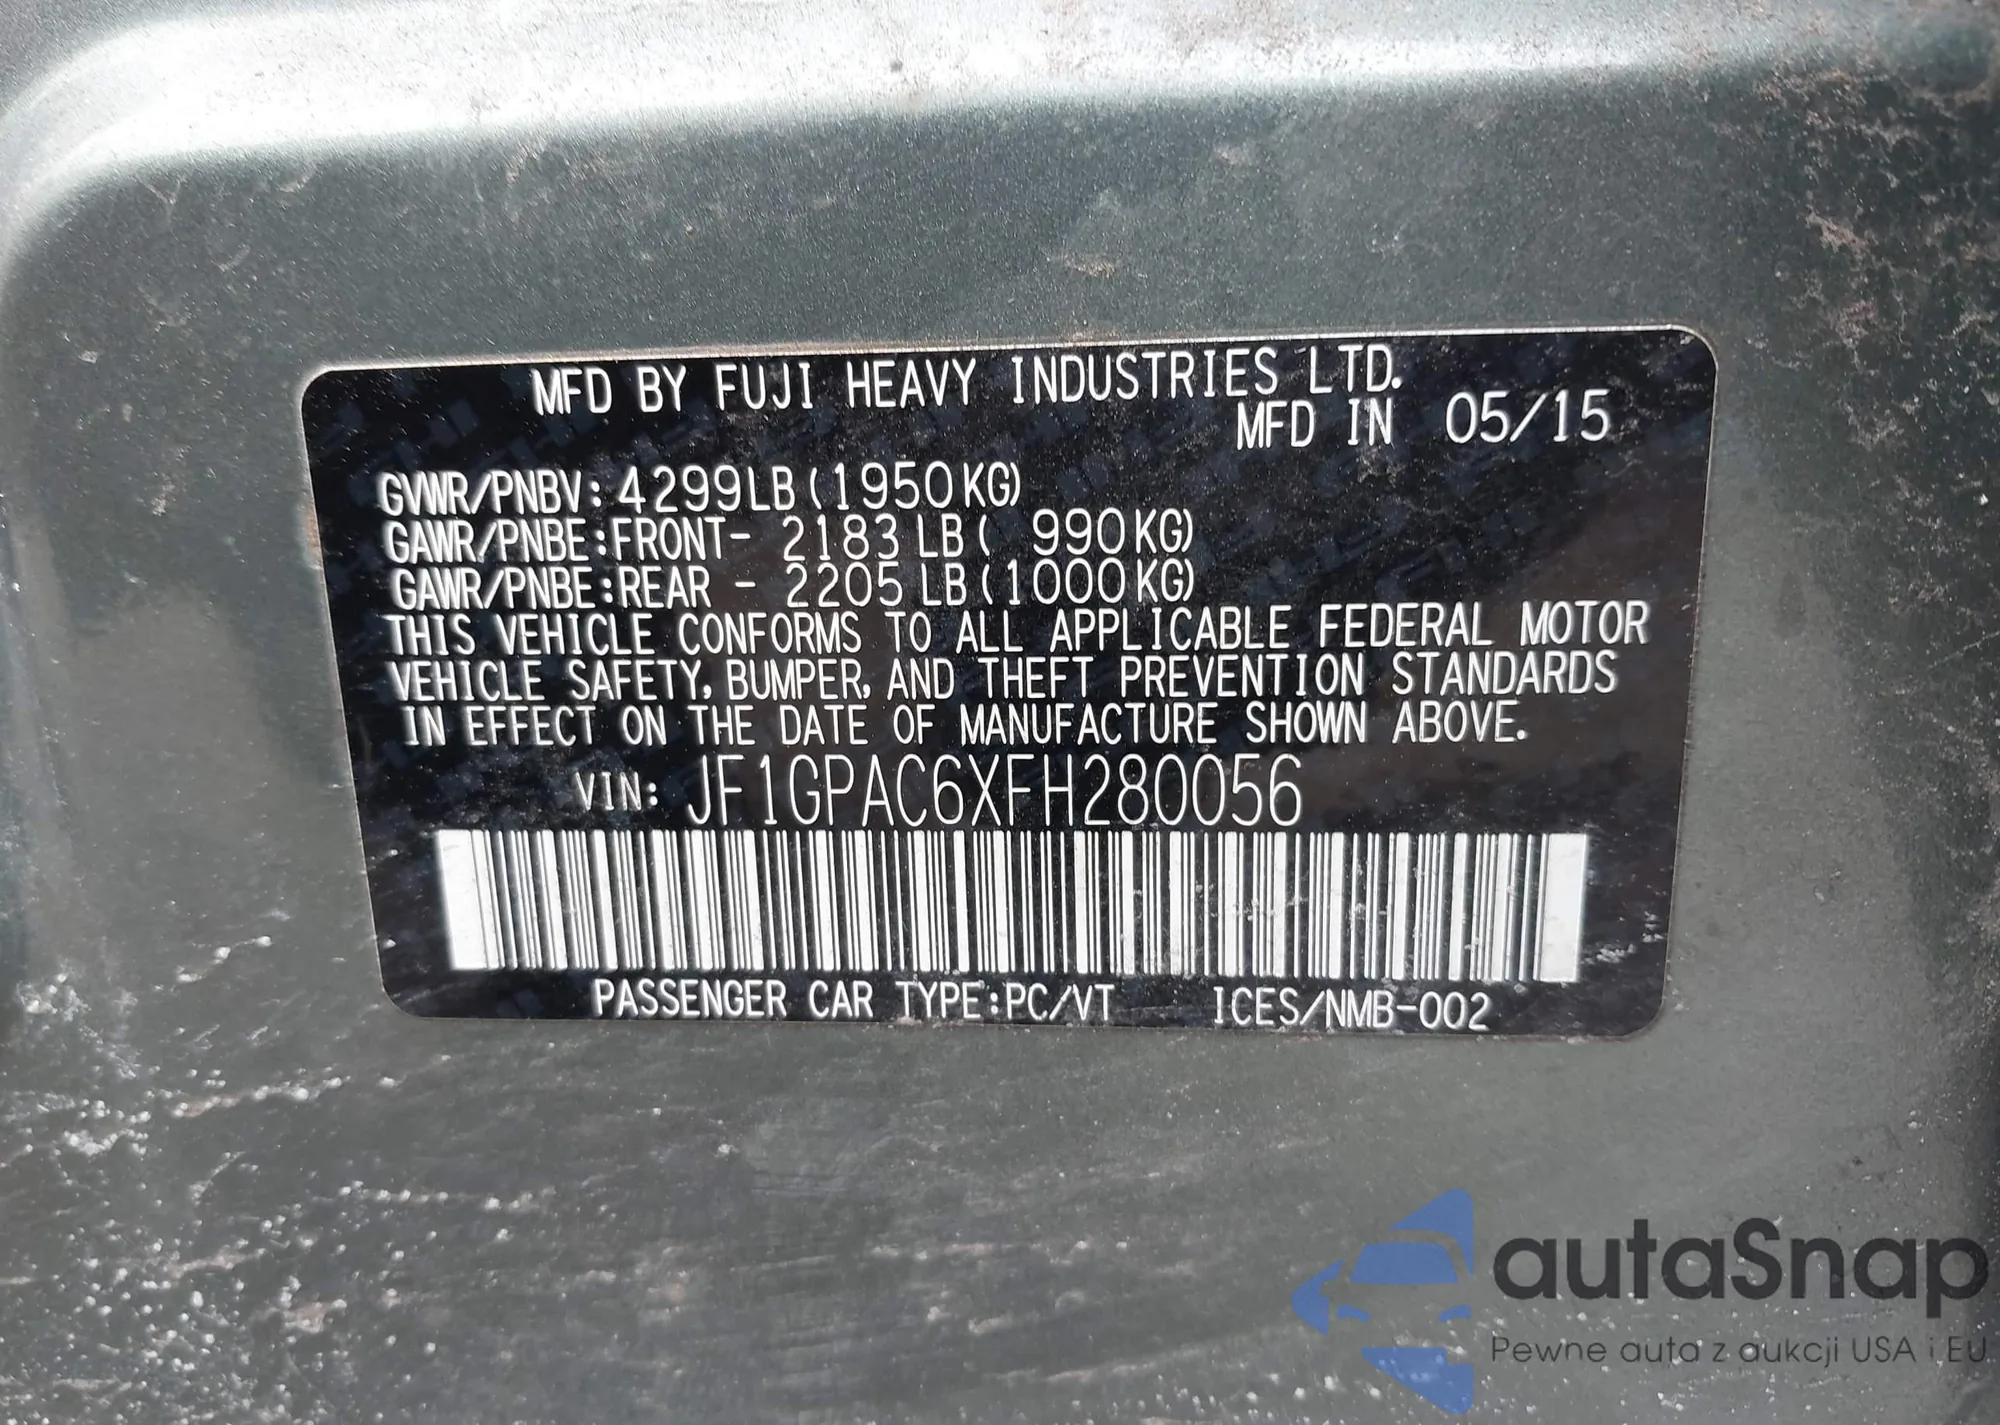 MFD BY FUJI HEAVY INDUSTRIES LTD.
MFD IN 05/15
GVWR/PNBV: 4299LB (1950KG)
GAWR/PNBE:FRONT- 2183 LB ( 990KG)
GAWR/PNBE:REAR - 2205 LB (1000KG)
THIS VEHICLE CONFORMS TO ALL APPLICABLE FEDERAL MOTOR
VEHICLE SAFETY, BUMPER, AND THEFT PREVENTION STANDARDS
IN EFFECT ON THE DATE OF MANUFACTURE SHOWN ABOVE.
VIN: JF1GPAC6XFH280056
PASSENGER CAR TYPE:PC/VT ICES/NMB-002
autaSnap
Pewne auta z aukcji USA i EU